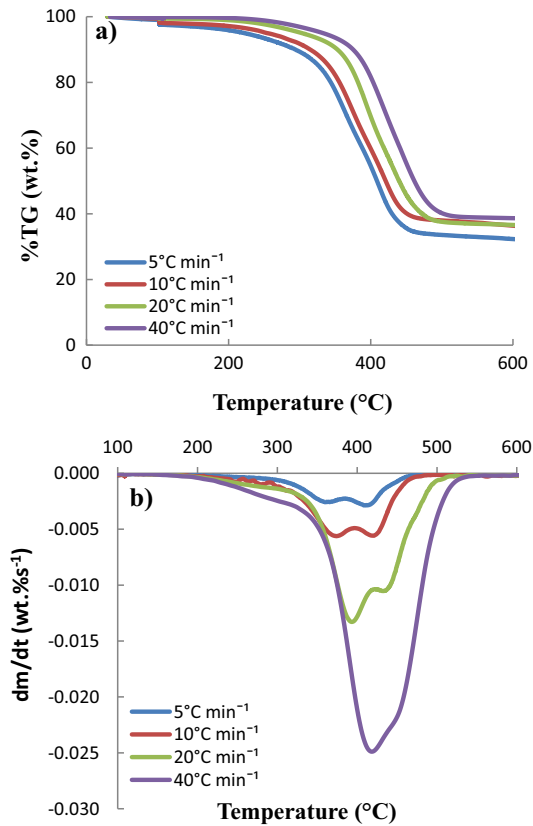 100
a)
80
60
40
20
0
%TG (wt.%)
5°C min⁻¹
10°C min⁻¹
20°C min⁻¹
40°C min⁻¹
0 200 400 600
Temperature (°C)
100 200 300 400 500 600
0.000
b)
-0.005
-0.010
-0.015
-0.020
-0.025
-0.030
dm/dt (wt.%s⁻¹)
5°C min⁻¹
10°C min⁻¹
20°C min⁻¹
40°C min⁻¹
Temperature (°C)